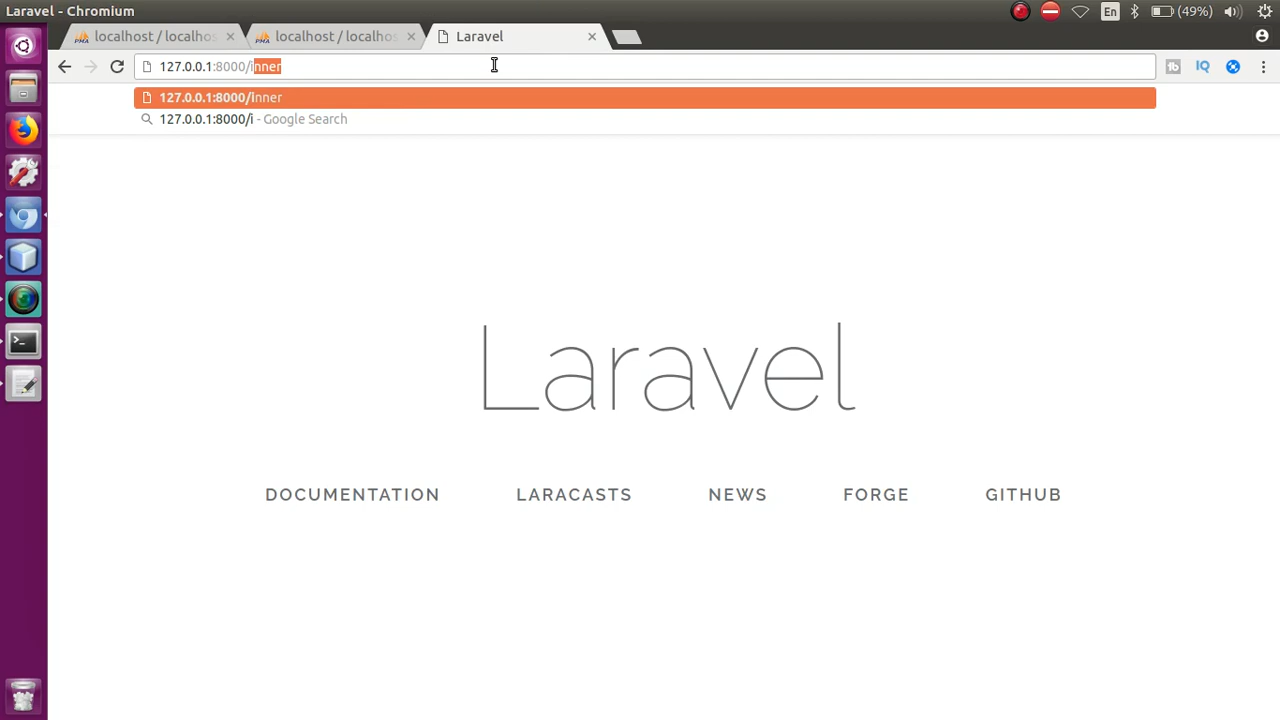 Laravel - Chromium
En
(49%)
localhost / localhos
localhost / localhos
Laravel
127.0.0.1:8000/inner
IQ
127.0.0.1:8000/inner
127.0.0.1:8000/i - Google Search
Laravel
DOCUMENTATION
LARACASTS
NEWS
FORGE
GITHUB